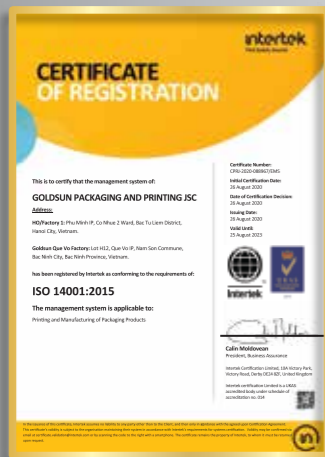 intertek
Total Quality. Assured.
CERTIFICATE
OF REGISTRATION
This is to certify that the management system of:
GOLDSUN PACKAGING AND PRINTING JSC
Address:
HO/Factory 1: Phu Minh IP, Co Nhue 2 Ward, Bac Tu Liem District,
Hanoi City, Vietnam.
Goldsun Que Vo Factory: Lot H12, Que Vo IP, Nam Son Commune,
Bac Ninh City, Bac Ninh Province, Vietnam.
has been registered by Intertek as conforming to the requirements of:
ISO 14001:2015
The management system is applicable to:
Printing and Manufacturing of Packaging Products
Certificate Number:
Initial Certification Date:
26 August 2020
Date of Certification Decision:
26 August 2020
Issuing Date:
26 August 2020
Valid Until:
25 August 2023
Intertek
UKAS
Calin Moldovean
President, Business Assurance
Intertek Certification Limited, 10A Victory Park,
Victory Road, Derby DE24 8ZF, United Kingdom
Intertek Certification Limited is a UKAS
accredited body under schedule of
accreditation no. 014
in